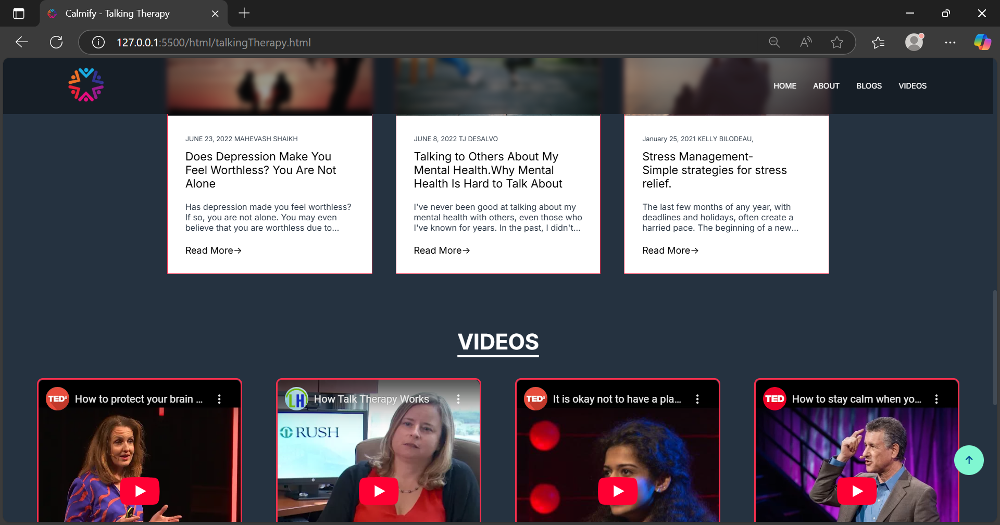 Calmify - Talking Therapy
127.0.0.1:5500/html/talkingTherapy.html
HOME ABOUT BLOGS VIDEOS
JUNE 23, 2022 MAHEVASH SHAIKH
Does Depression Make You
Feel Worthless? You Are Not
Alone
Has depression made you feel worthless?
If so, you are not alone. You may even
believe that you are worthless due to...
Read More→
JUNE 8, 2022 TJ DESALVO
Talking to Others About My
Mental Health.Why Mental
Health Is Hard to Talk About
I've never been good at talking about my
mental health with others, even those who
I've known for years. In the past, I didn't...
Read More→
January 25, 2021 KELLY BILODEAU,
Stress Management-
Simple strategies for stress
relief.
The last few months of any year, with
deadlines and holidays, often create a
harried pace. The beginning of a new...
Read More→
VIDEOS
TEDx How to protect your brain ...
LH How Talk Therapy Works
RUSH
TEDx It is okay not to have a pla...
TED How to stay calm when yo...